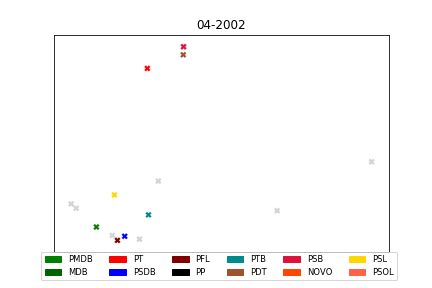 04-2002
PMDB PT PFL PTB PSB PSL
MDB PSDB PP PDT NOVO PSOL